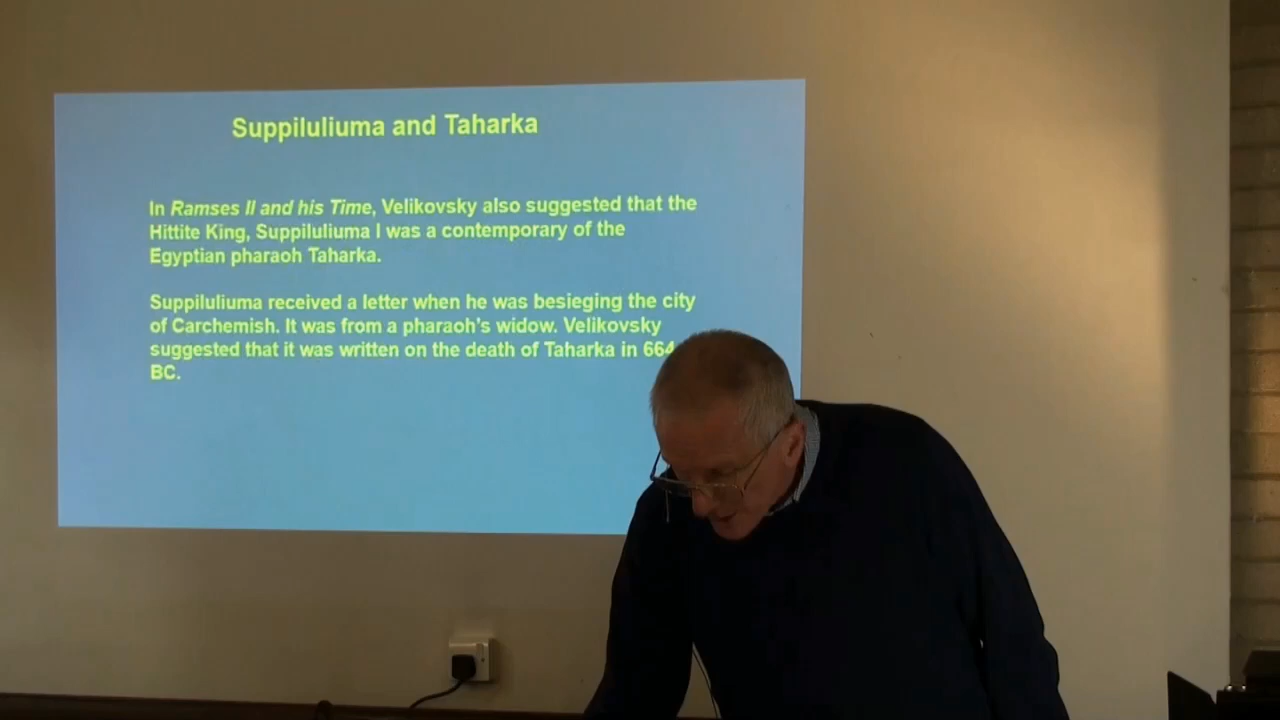 Suppiluliuma and Taharka
In Ramses II and his Time, Velikovsky also suggested that the
Hittite King, Suppiluliuma I was a contemporary of the
Egyptian pharaoh Taharka.
Suppiluliuma received a letter when he was besieging the city
of Carchemish. It was from a pharaoh's widow. Velikovsky
suggested that it was written on the death of Taharka in 664
BC.